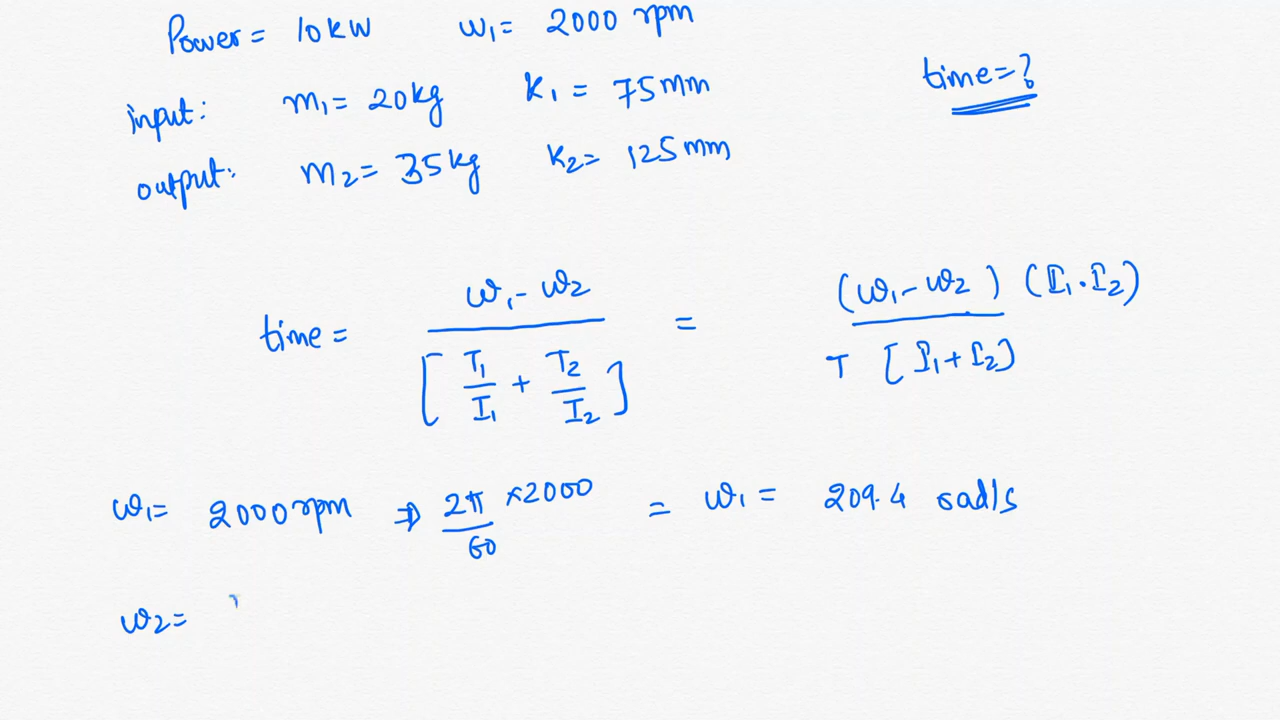 Power = 10kW ω₁ = 2000 rpm
time = ?
input: m₁ = 20kg K₁ = 75mm
output: m₂ = 35kg K₂ = 125mm
time = ω₁ - ω₂ / [T₁/I₁ + T₂/I₂] = (ω₁ - ω₂) (I₁ . I₂) / T [I₁ + I₂]
ω₁ = 2000 rpm ⇒ 2π/60 × 2000 = ω₁ = 209.4 rad/s
ω₂ =